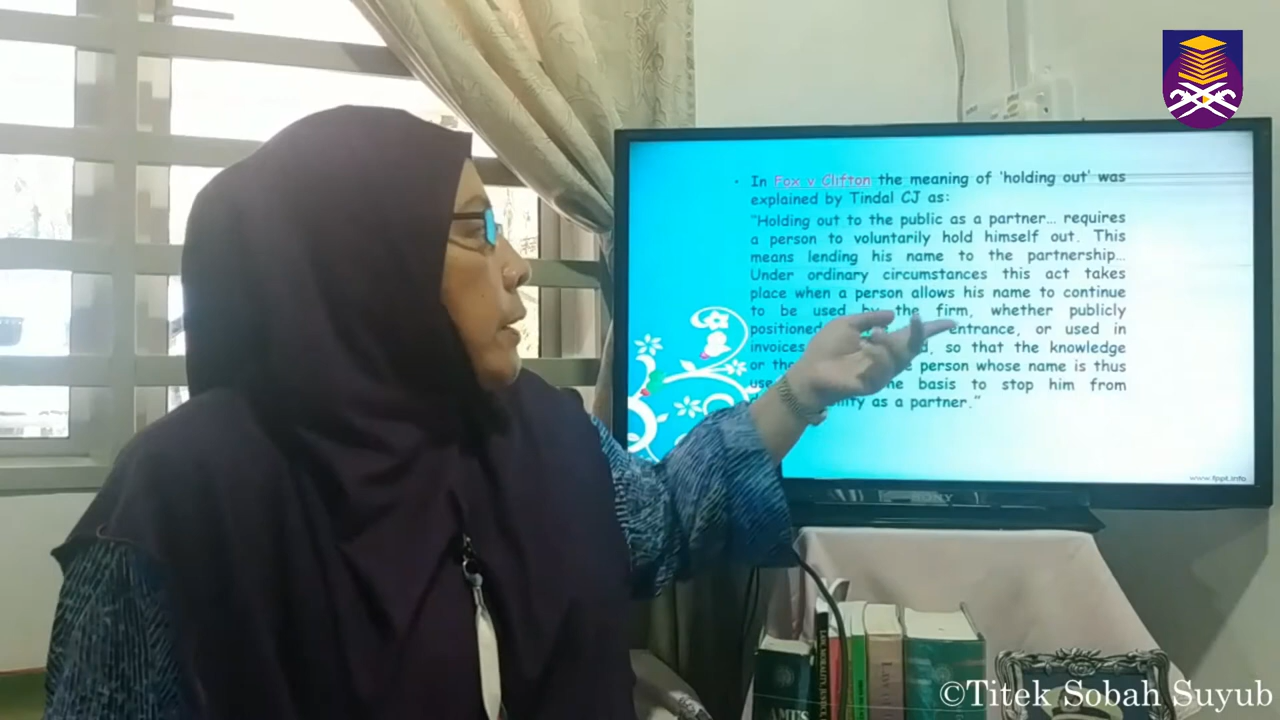 • In Fox v Clifton the meaning of 'holding out' was
explained by Tindal CJ as:
"Holding out to the public as a partner... requires
a person to voluntarily hold himself out. This
means lending his name to the partnership...
Under ordinary circumstances this act takes
place when a person allows his name to continue
to be used by the firm, whether publicly
positioned entrance, or used in
invoices so that the knowledge
or the person whose name is thus
basis to stop him from
as a partner."
www.fppt.info
SONY
©Titek Sobah Suyub